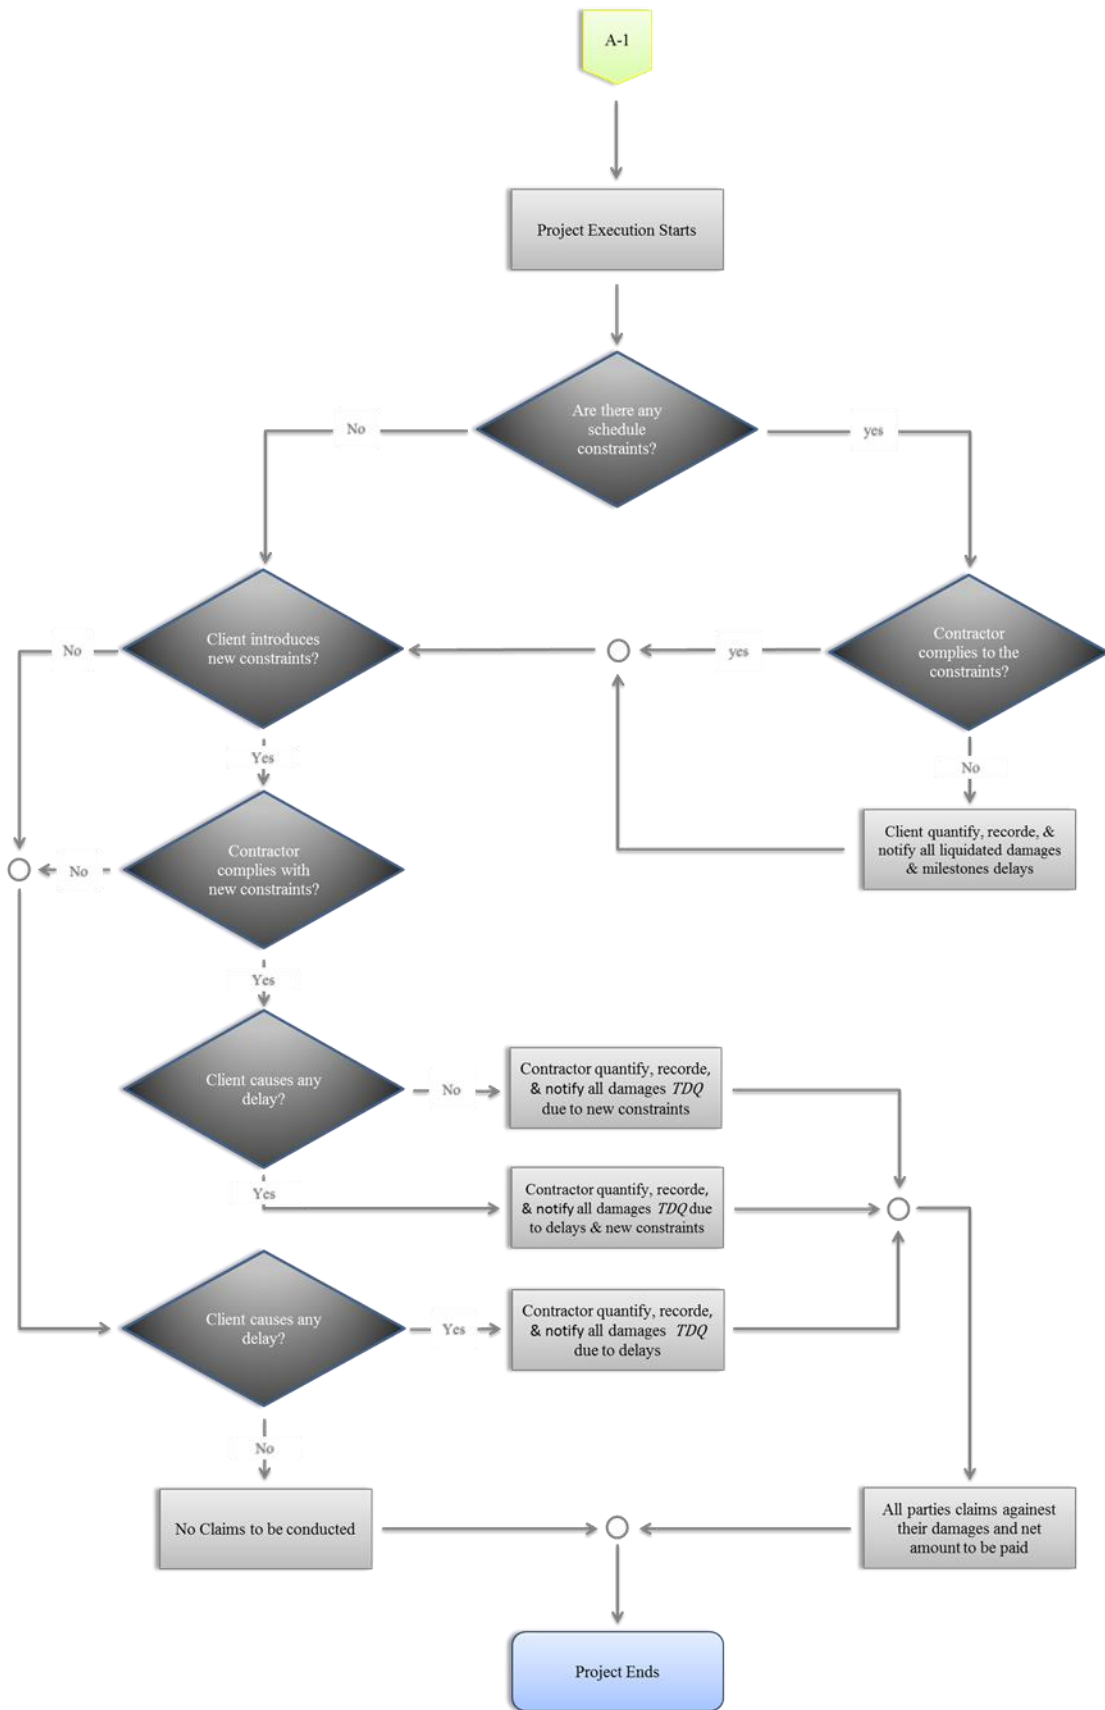 A-1
Project Execution Starts
Are there any
schedule
constraints?
No
yes
Client introduces
new constraints?
Contractor
complies to the
constraints?
No
yes
Yes
No
Contractor
complies with
new constraints?
Client quantify, recorde, &
notify all liquidated damages
& milestones delays
No
Yes
Client causes any
delay?
No
Contractor quantify, recorde,
& notify all damages TDQ
due to new constraints
Yes
Contractor quantify, recorde,
& notify all damages TDQ due
to delays & new constraints
Client causes any
delay?
Yes
Contractor quantify, recorde,
& notify all damages TDQ
due to delays
No
No Claims to be conducted
All parties claims againest
their damages and net
amount to be paid
Project Ends